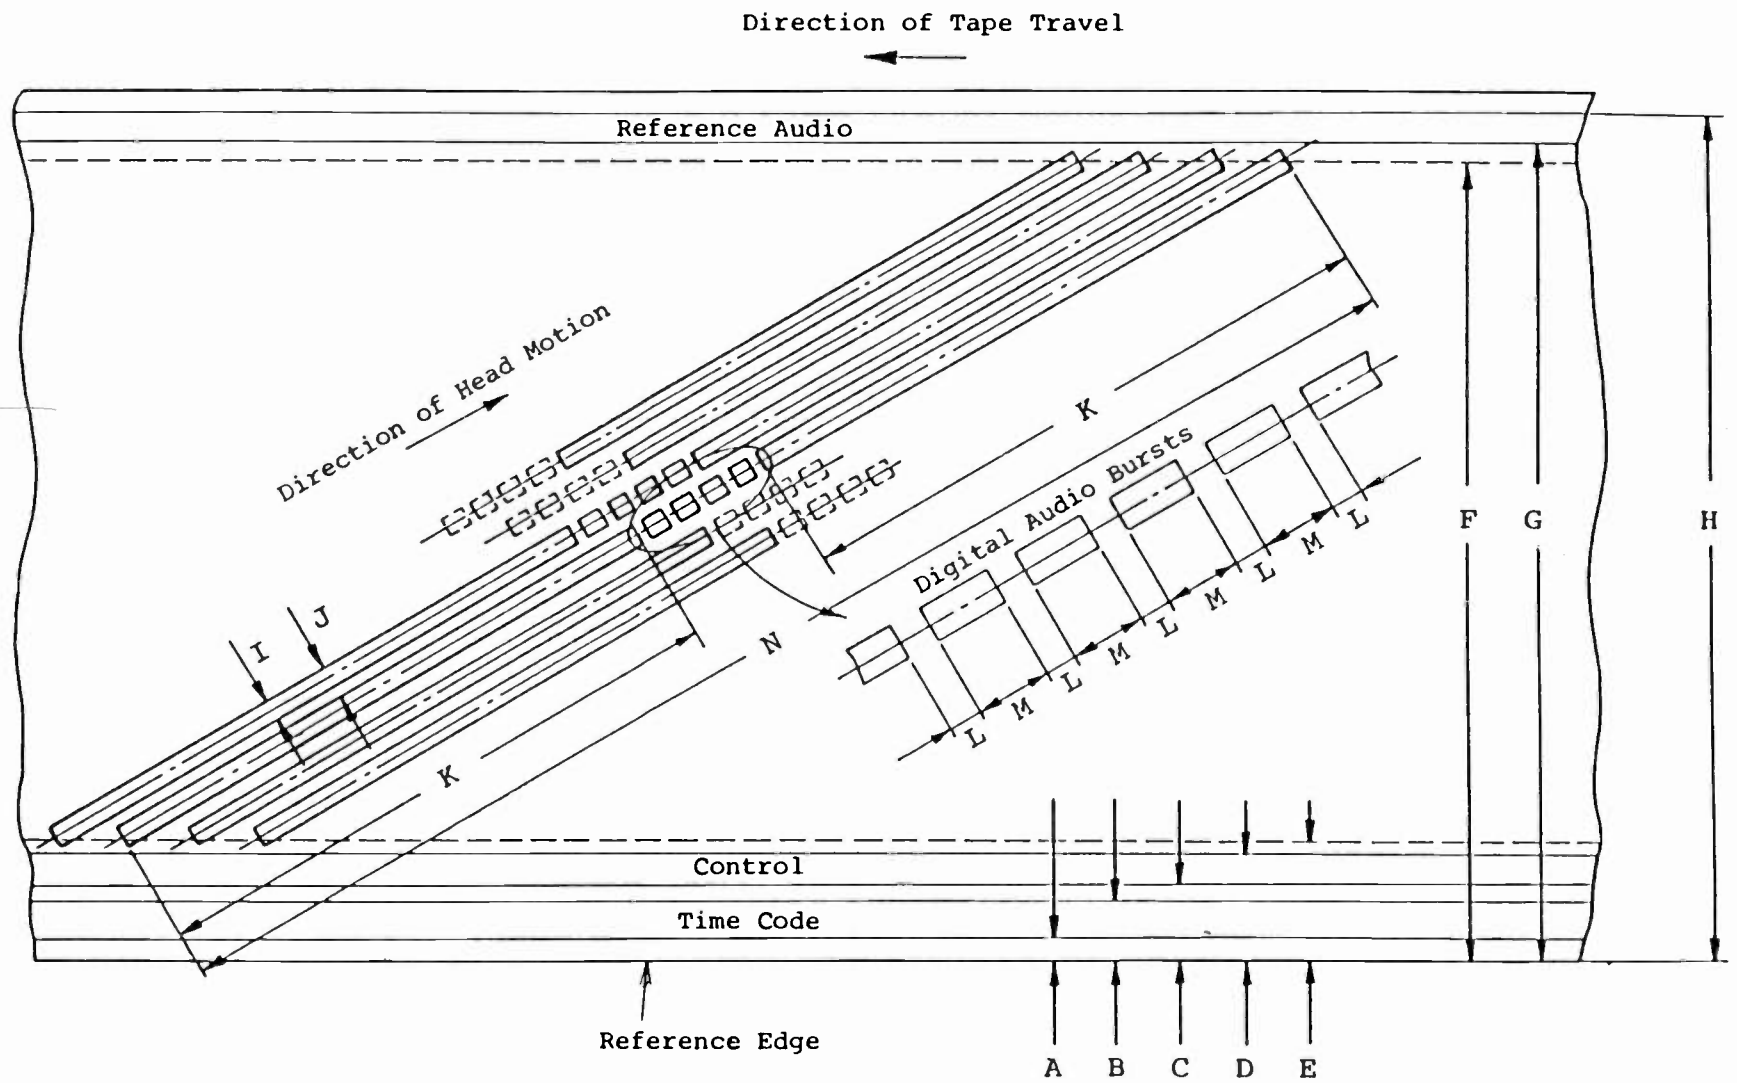 Direction of Tape Travel
Reference Audio
Direction of Head Motion
K
Digital Audio Bursts
F
G
H
L
M
L
M
L
M
L
M
L
N
I
J
K
Control
Time Code
Reference Edge
A
B
C
D
E